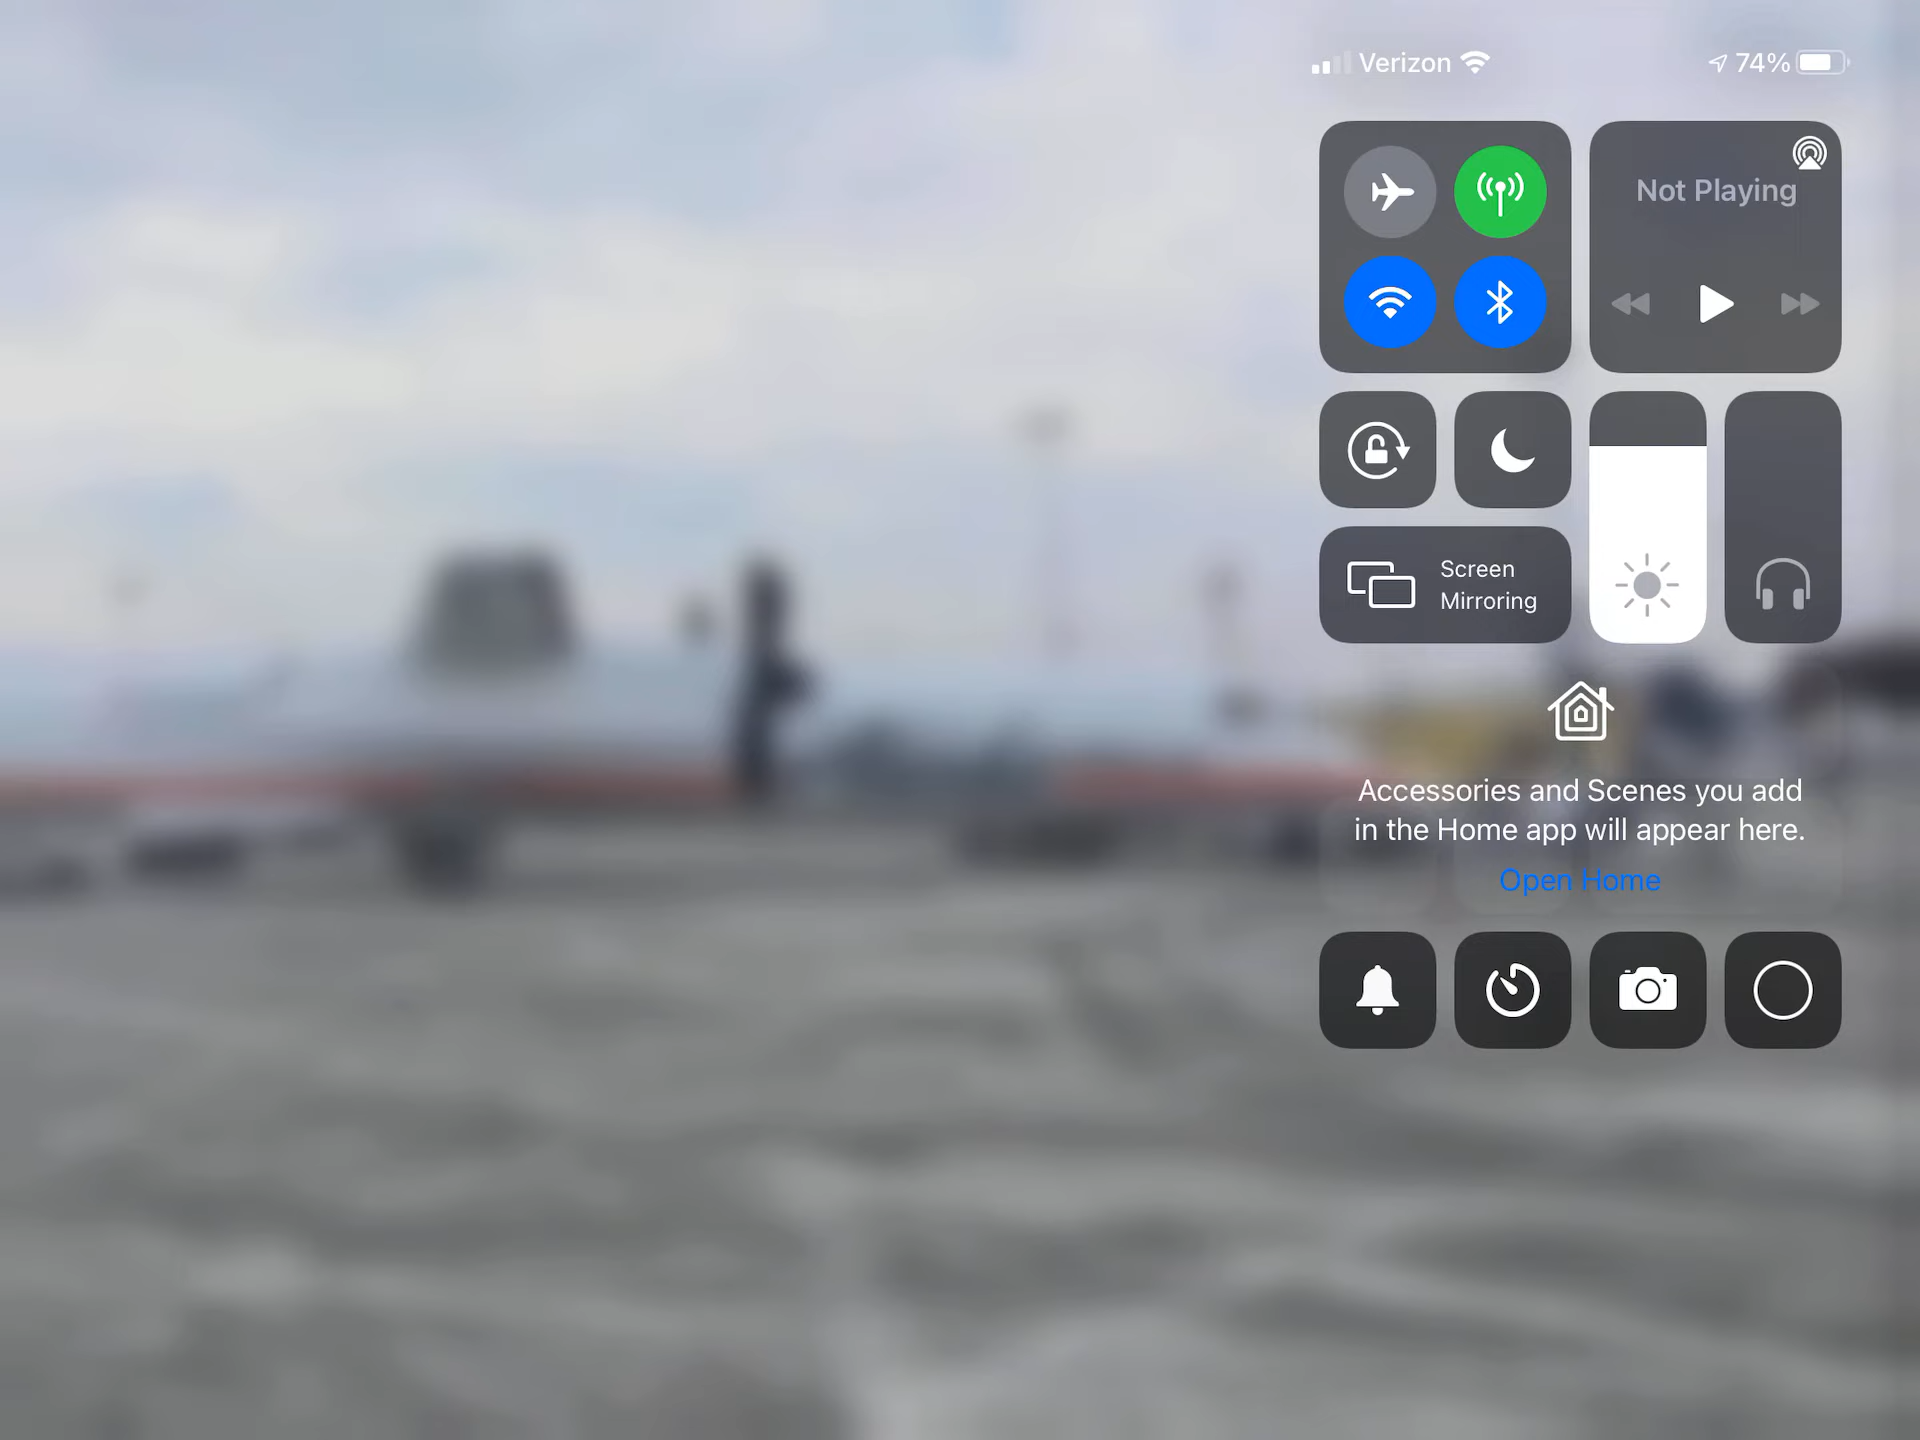 Verizon
74%
Not Playing
Screen
Mirroring
Accessories and Scenes you add
in the Home app will appear here.
Open Home